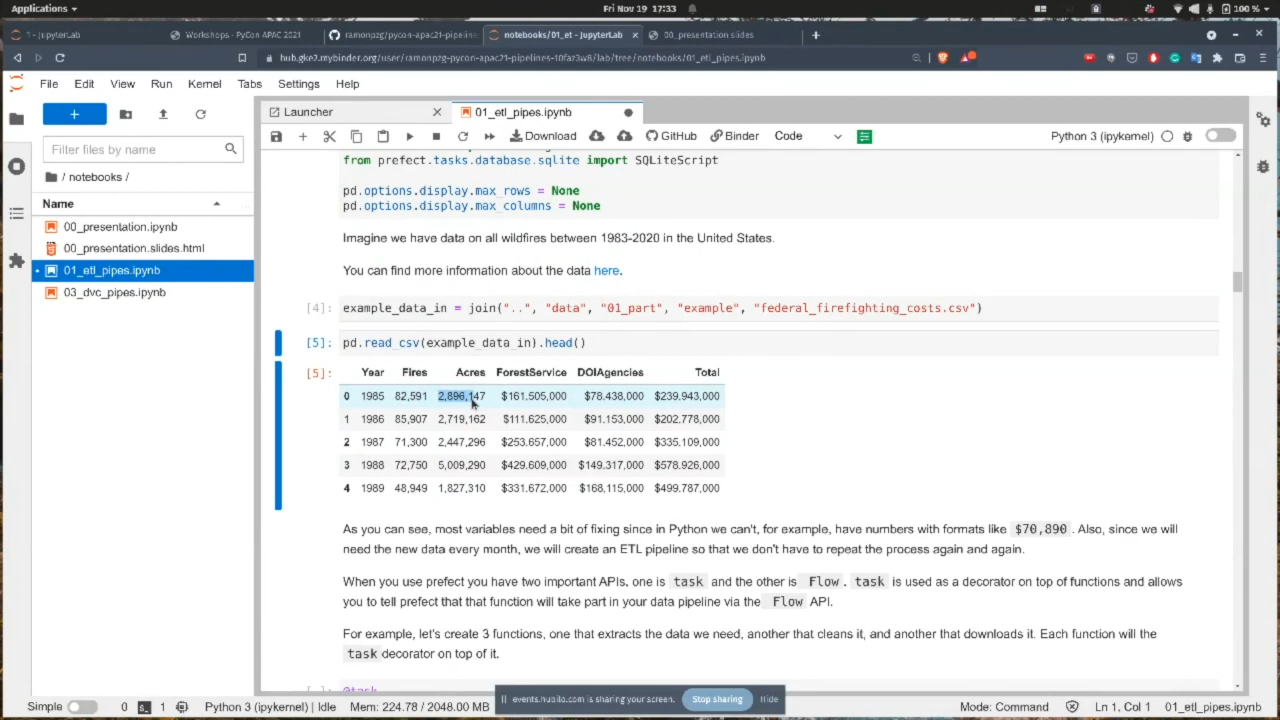 Applications
Fri Nov 19 17:33
100 %
1 - JupyterLab
Workshops - PyCon APAC 2021
ramonpzg/pycon-apac21-pipeline
notebooks/01_et - JupyterLab
00_presentation slides
hub.gke2.mybinder.org/user/ramonpzg-pycon-apac21-pipelines-10faz3w8/lab/tree/notebooks/01_etl_pipes.ipynb
File Edit View Run Kernel Tabs Settings Help
Launcher
01_etl_pipes.ipynb
Download
GitHub
Binder
Code
Python 3 (ipykernel)
Filter files by name
/ notebooks /
Name
00_presentation.ipynb
00_presentation.slides.html
01_etl_pipes.ipynb
03_dvc_pipes.ipynb
from prefect.tasks.database.sqlite import SQLiteScript
pd.options.display.max_rows = None
pd.options.display.max_columns = None
Imagine we have data on all wildfires between 1983-2020 in the United States.
You can find more information about the data here.
[4]: example_data_in = join("..", "data", "01_part", "example", "federal_firefighting_costs.csv")
[5]: pd.read_csv(example_data_in).head()
[5]: Year Fires Acres ForestService DOIAgencies Total
0 1985 82,591 2,896,147 $161.505,000 $78.438,000 $239.943,000
1 1986 85,907 2,719,162 $111.625,000 $91.153,000 $202.778,000
2 1987 71,300 2,447,296 $253.657,000 $81.452,000 $335.109,000
3 1988 72,750 5,009,290 $429.609,000 $149.317,000 $578.926,000
4 1989 48,949 1,827,310 $331.672,000 $168,115,000 $499.787,000
As you can see, most variables need a bit of fixing since in Python we can't, for example, have numbers with formats like $70,890. Also, since we will
need the new data every month, we will create an ETL pipeline so that we don't have to repeat the process again and again.
When you use prefect you have two important APIs, one is task and the other is Flow. task is used as a decorator on top of functions and allows
you to tell prefect that that function will take part in your data pipeline via the Flow API.
For example, let's create 3 functions, one that extracts the data we need, another that cleans it, and another that downloads it. Each function will the
task decorator on top of it.
[ ]: @task
events.hubilo.com is sharing your screen.
Stop sharing
Hide
Simple
0
1
Python 3 (ipykernel) | Idle
Mem: 224.78 / 2048.00 MB
Mode: Command
Ln 1, Col 1
01_etl_pipes.ipynb